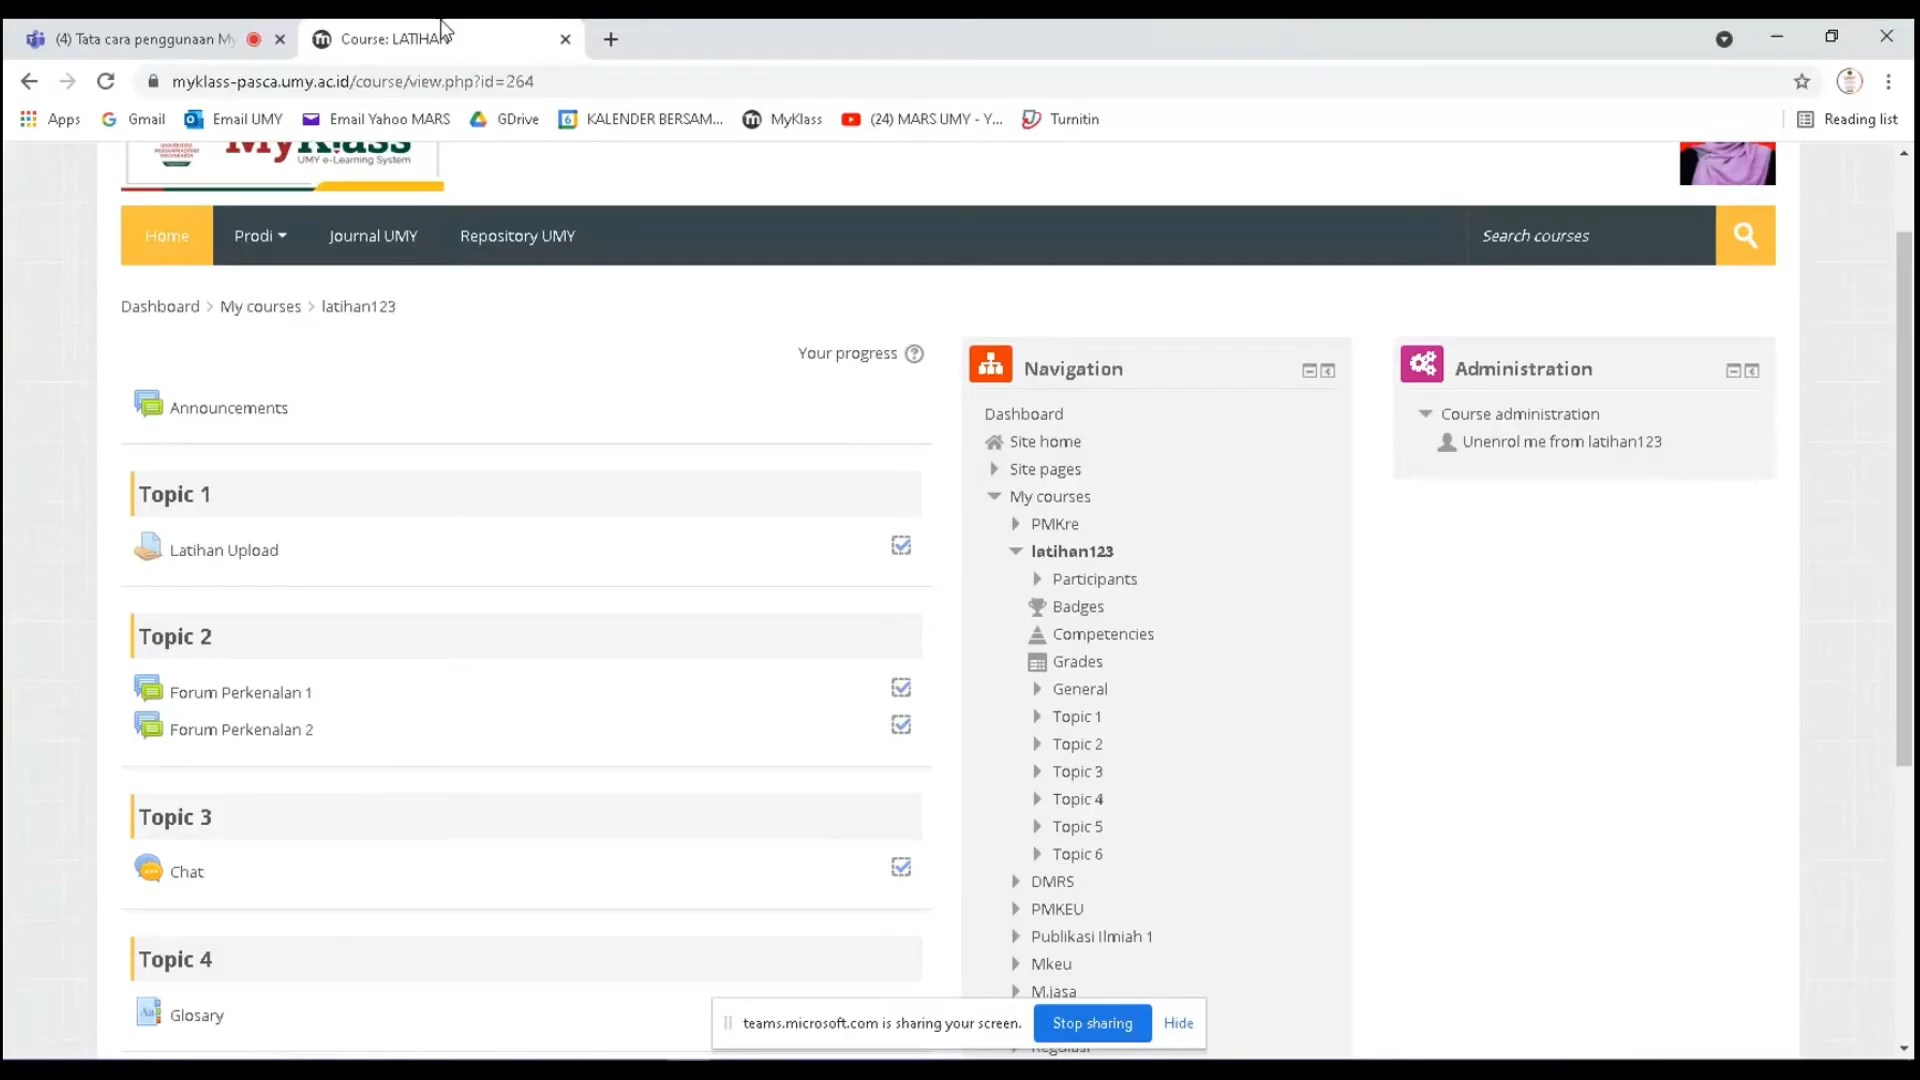 (4) Tata cara penggunaan My
Course: LATIHAN
myklass-pasca.umy.ac.id/course/view.php?id=264
Apps
Gmail
Email UMY
Email Yahoo MARS
GDrive
KALENDER BERSAM...
MyKlass
(24) MARS UMY - Y...
Turnitin
Reading list
MyKlass
UMY e-Learning System
Home
Prodi
Journal UMY
Repository UMY
Search courses
Dashboard > My courses > latihan123
Your progress
Announcements
Topic 1
Latihan Upload
Topic 2
Forum Perkenalan 1
Forum Perkenalan 2
Topic 3
Chat
Topic 4
Glosary
Navigation
Dashboard
Site home
Site pages
My courses
PMKre
latihan123
Participants
Badges
Competencies
Grades
General
Topic 1
Topic 2
Topic 3
Topic 4
Topic 5
Topic 6
DMRS
PMKEU
Publikasi Ilmiah 1
Mkeu
M.jasa
Administration
Course administration
Unenrol me from latihan123
teams.microsoft.com is sharing your screen.
Stop sharing
Hide